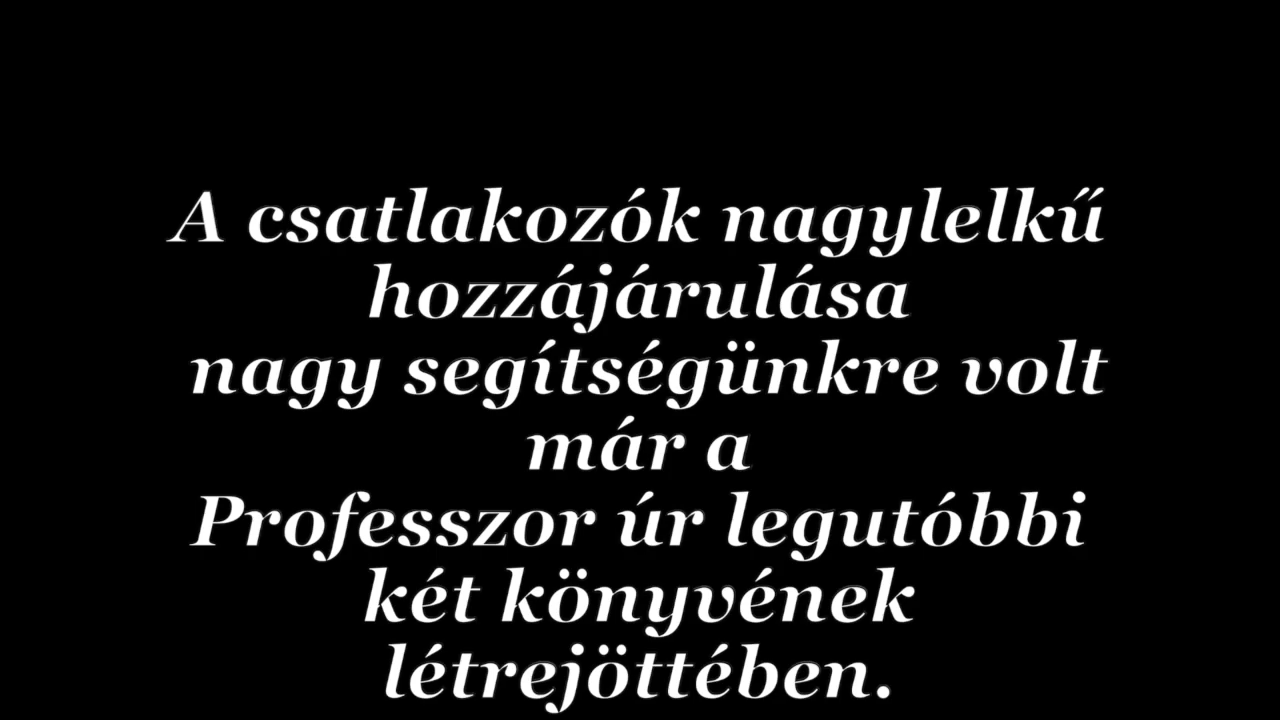 A csatlakozók nagylelkű
hozzájárulása
nagy segítségünkre volt
már a
Professzor úr legutóbbi
két könyvének
létrejöttében.